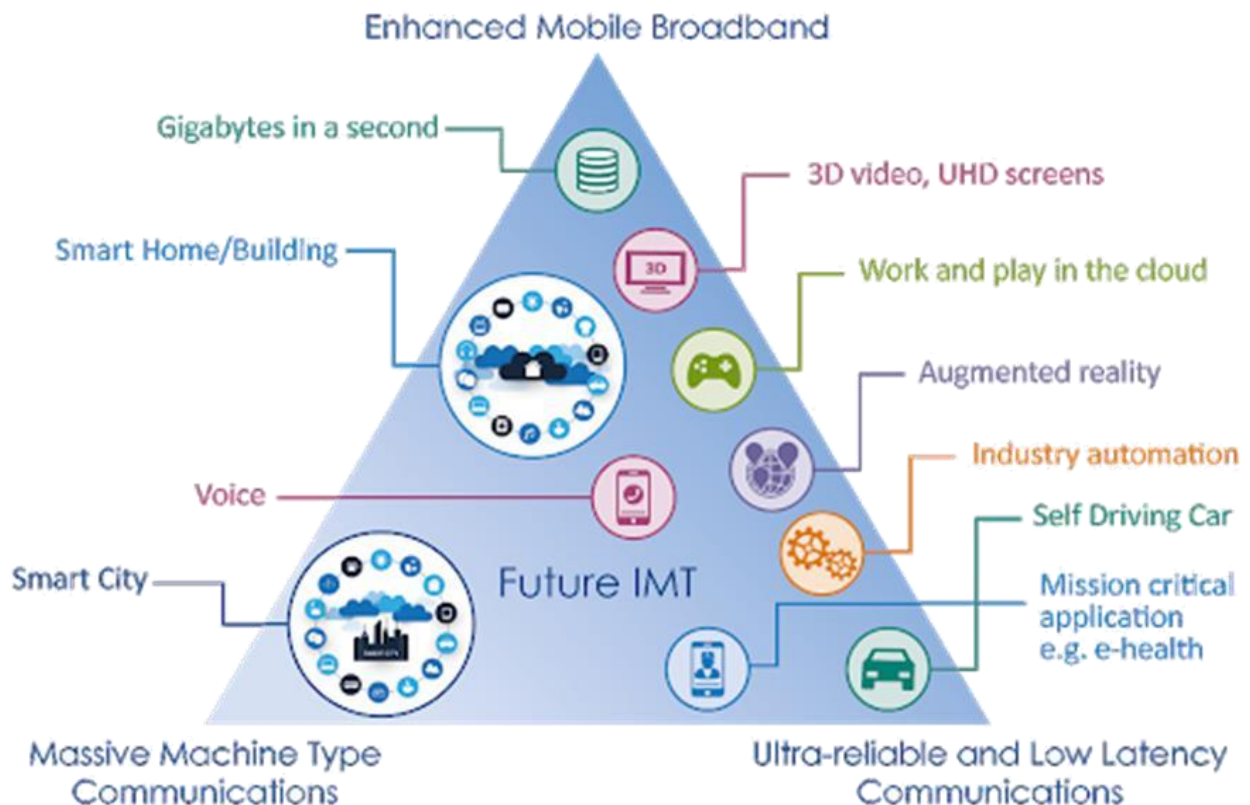 Enhanced Mobile Broadband
Gigabytes in a second
3D video, UHD screens
Smart Home/Building
3D
Work and play in the cloud
Augmented reality
Industry automation
Voice
Self Driving Car
Smart City
Future IMT
Mission critical
application
e.g. e-health
Massive Machine Type
Communications
Ultra-reliable and Low Latency
Communications